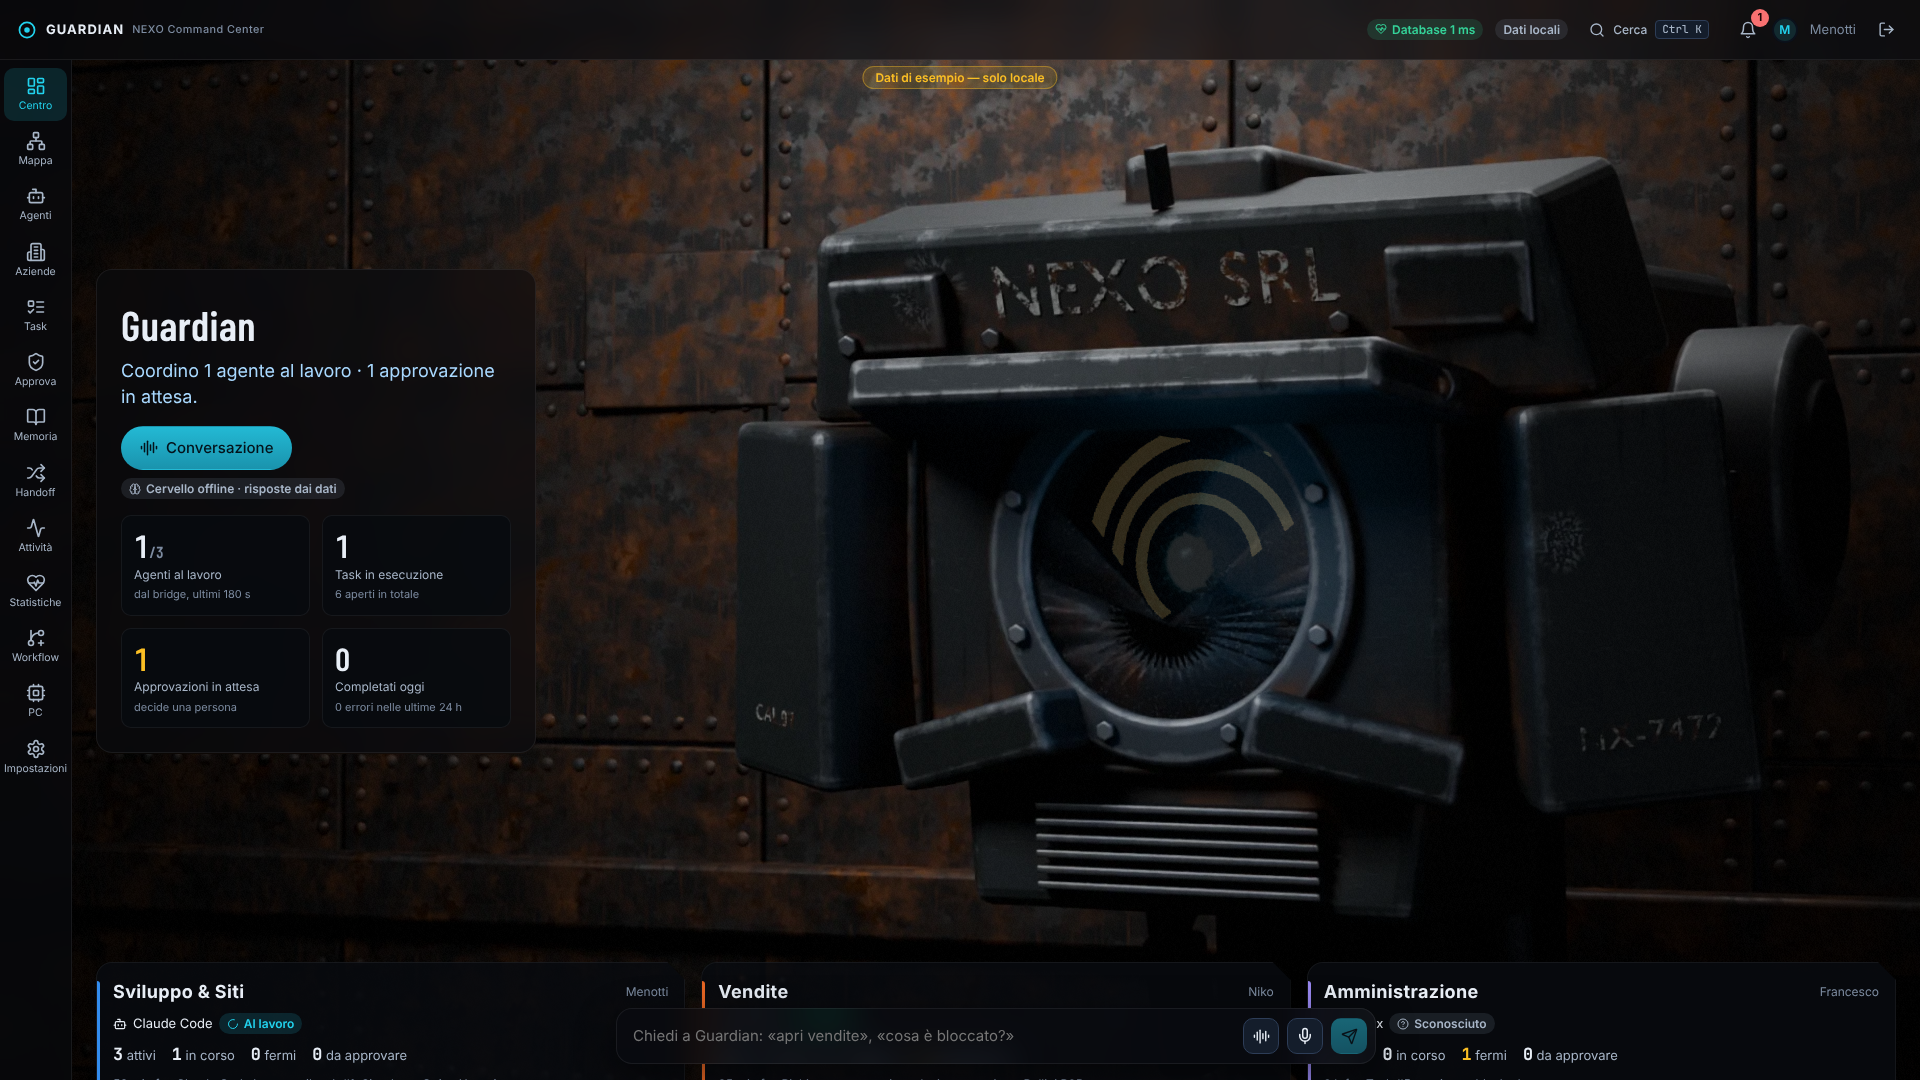 GUARDIAN NEXO Command Center
Database 1 ms
Dati locali
Cerca
Ctrl K
1
M
Menotti
Dati di esempio — solo locale
Centro
Mappa
Agenti
Aziende
Task
Approva
Memoria
Handoff
Attività
Statistiche
Workflow
PC
Impostazioni
NEXO SRL
Guardian
Coordino 1 agente al lavoro · 1 approvazione
in attesa.
Conversazione
Cervello offline · risposte dai dati
1/3
Agenti al lavoro
dal bridge, ultimi 180 s
1
Task in esecuzione
6 aperti in totale
1
Approvazioni in attesa
decide una persona
0
Completati oggi
0 errori nelle ultime 24 h
Sviluppo & Siti
Menotti
Claude Code
Al lavoro
3 attivi 1 in corso 0 fermi 0 da approvare
Vendite
Niko
Amministrazione
Francesco
x
Sconosciuto
0 in corso 1 fermi 0 da approvare
Chiedi a Guardian: «apri vendite», «cosa è bloccato?»